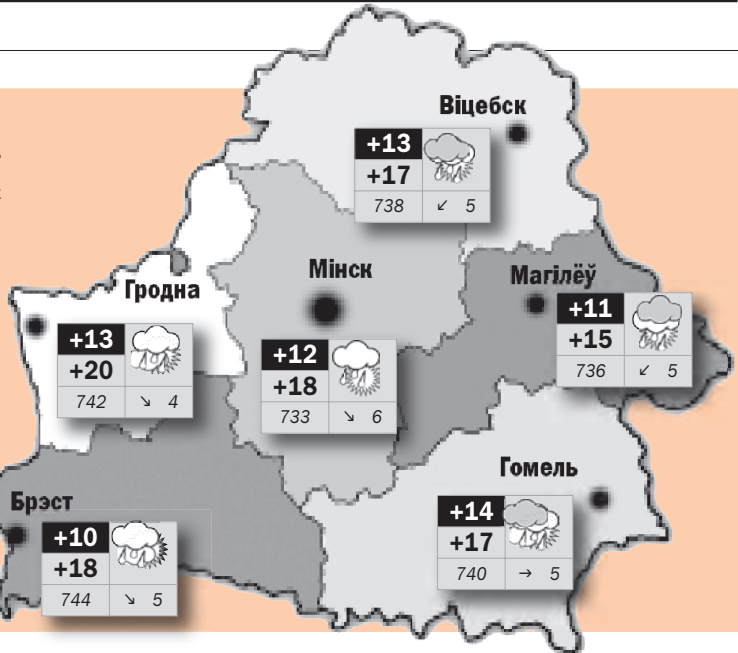 Віцебск
+13
+17
738 ↙ 5
Мінск
+12
+18
733 ↘ 6
Магілёў
+11
+15
736 ↙ 5
Гродна
+13
+20
742 ↘ 4
Гомель
+14
+17
740 → 5
Брэст
+10
+18
744 ↘ 5